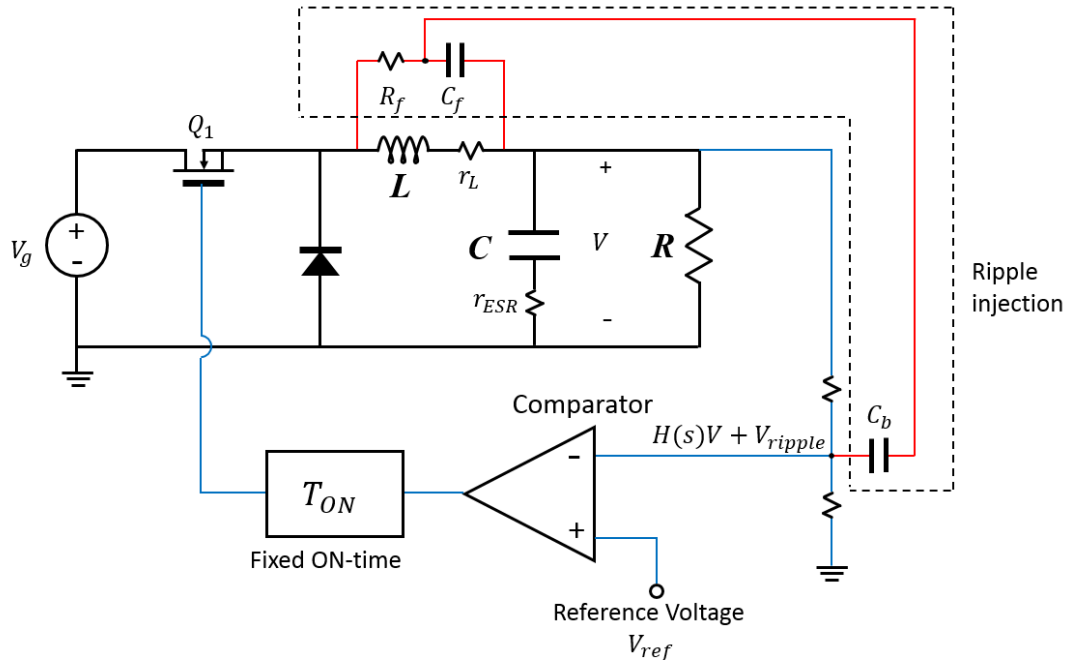 R_f
C_f
Q_1
L
r_L
V_g
+
-
+
C
V
R
r_ESR
-
Ripple
injection
Comparator
C_b
H(s)V + V_ripple
-
T_ON
+
Fixed ON-time
Reference Voltage
V_ref